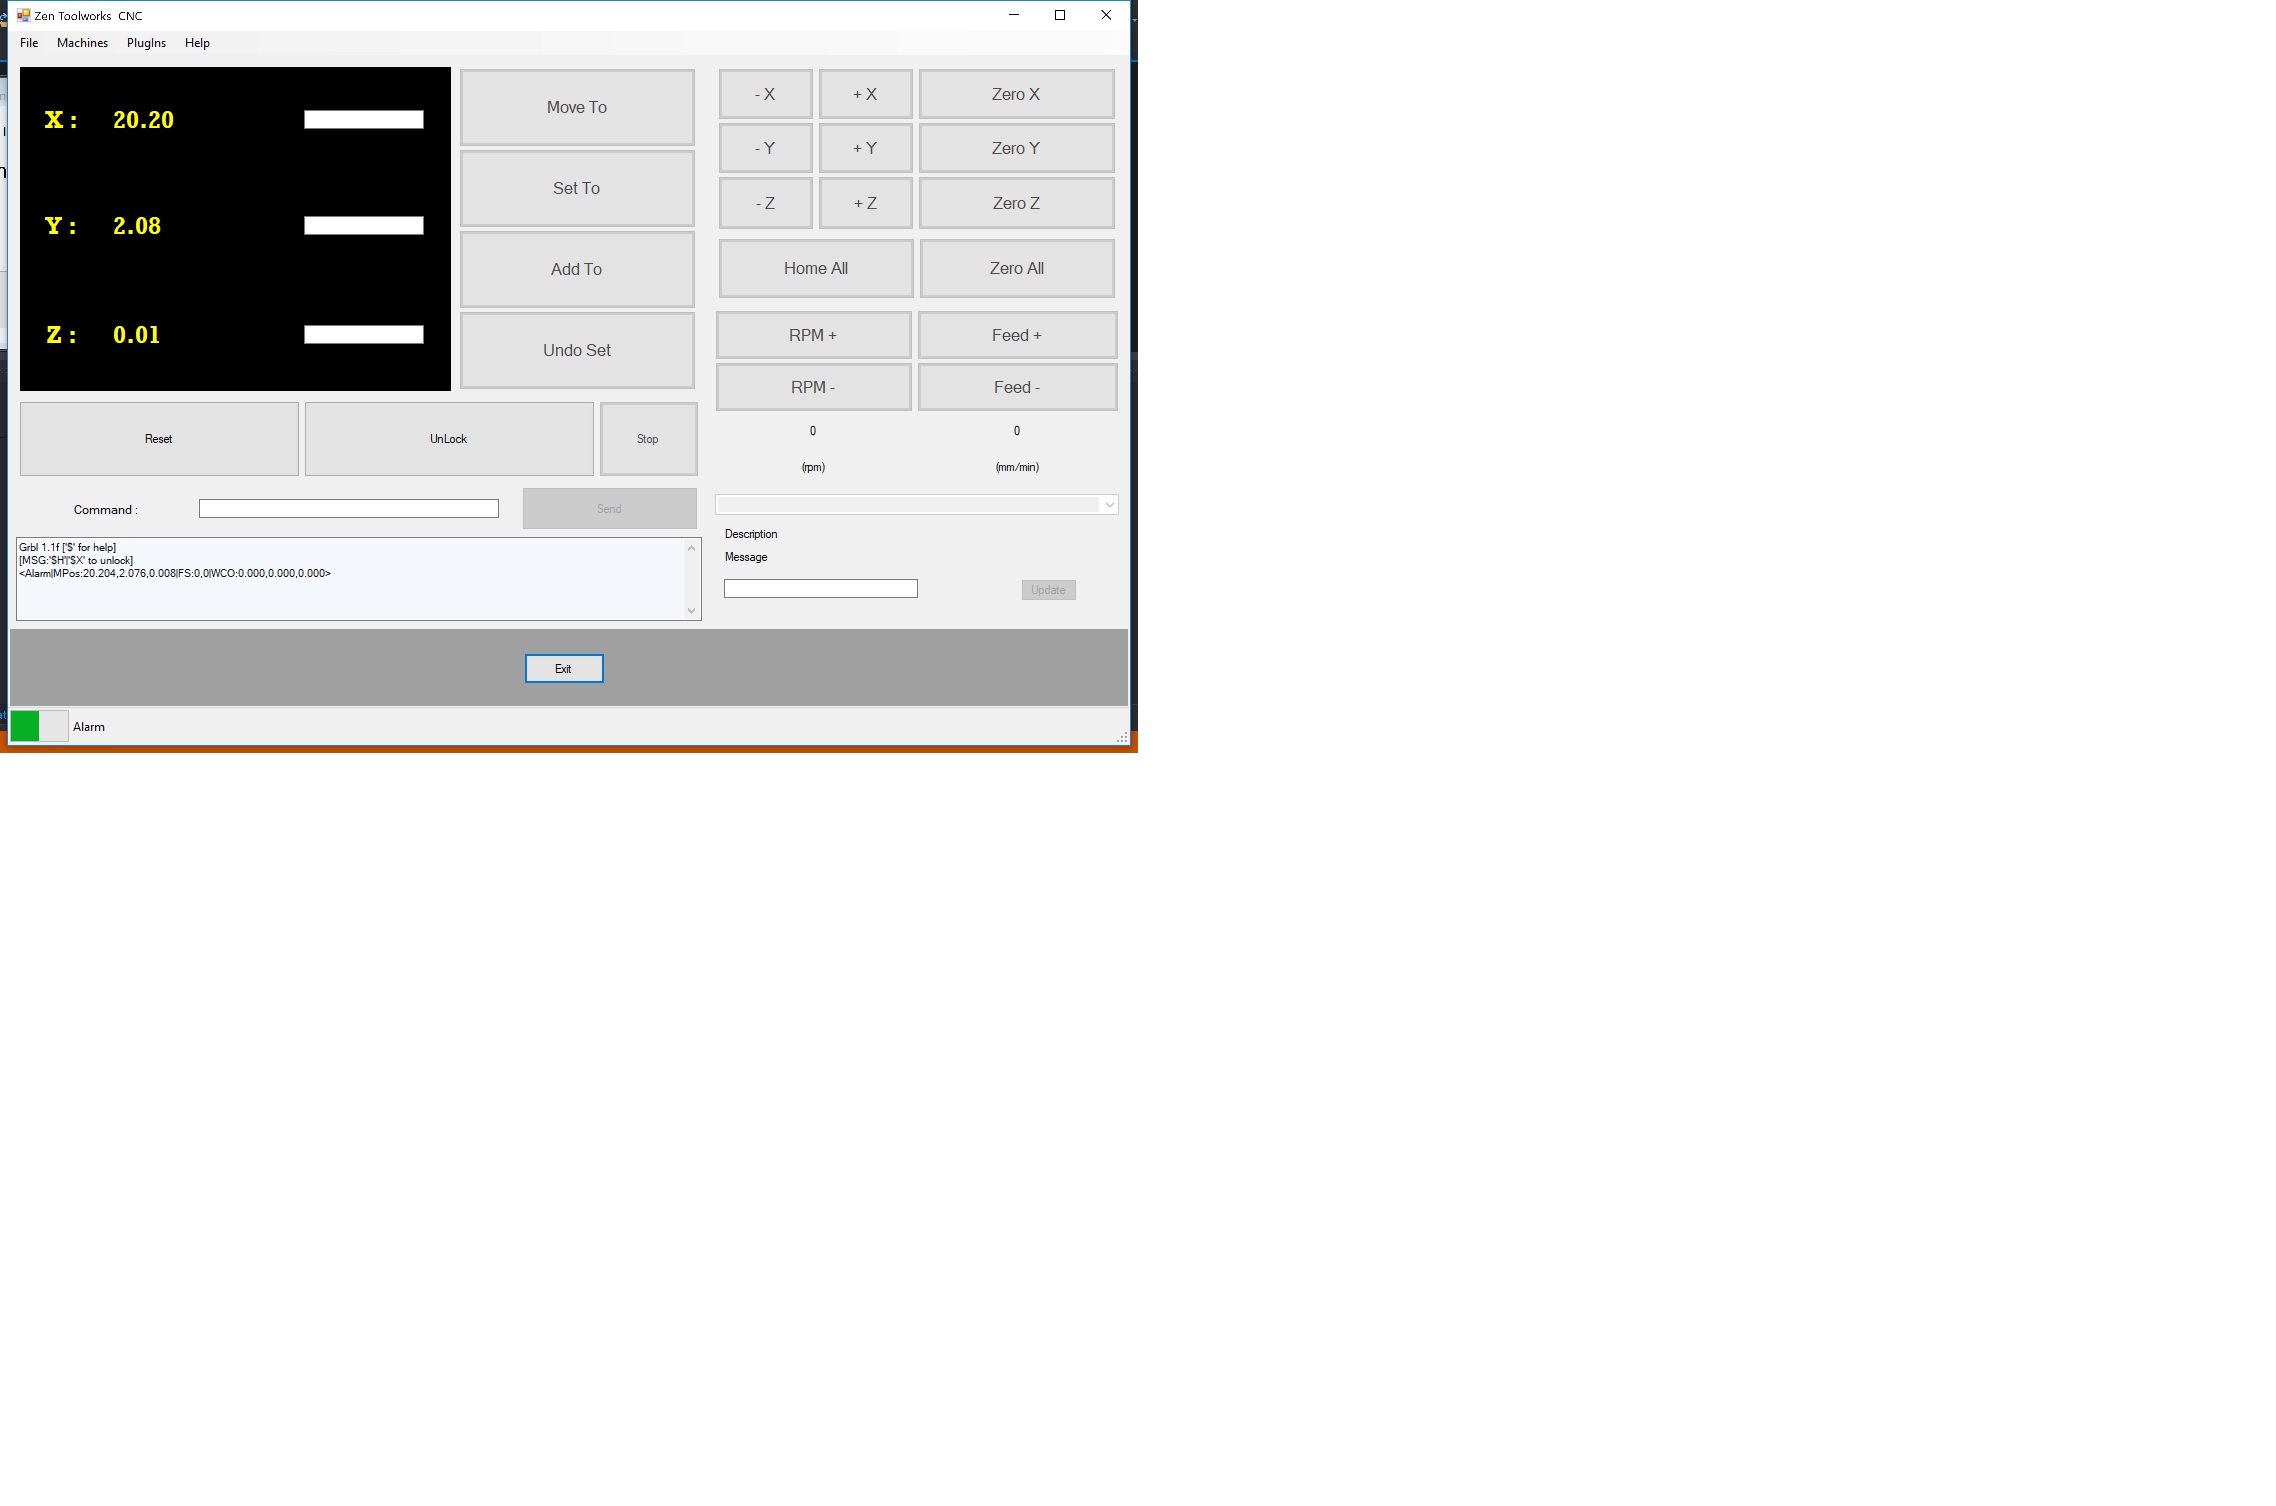 Zen Toolworks  CNC
File Machines PlugIns Help
X : 20.20
Y : 2.08
Z : 0.01
Move To
Set To
Add To
Undo Set
- X + X Zero X
- Y + Y Zero Y
- Z + Z Zero Z
Home All Zero All
RPM + Feed +
RPM - Feed -
0 0
(rpm) (mm/min)
Reset UnLock Stop
Command : Send
Grbl 1.1f ['$' for help]
[MSG:'$H'|'$X' to unlock]
<Alarm|MPos:20.204,2.076,0.008|FS:0,0|WCO:0.000,0.000,0.000>
Description
Message
Update
Exit
Alarm